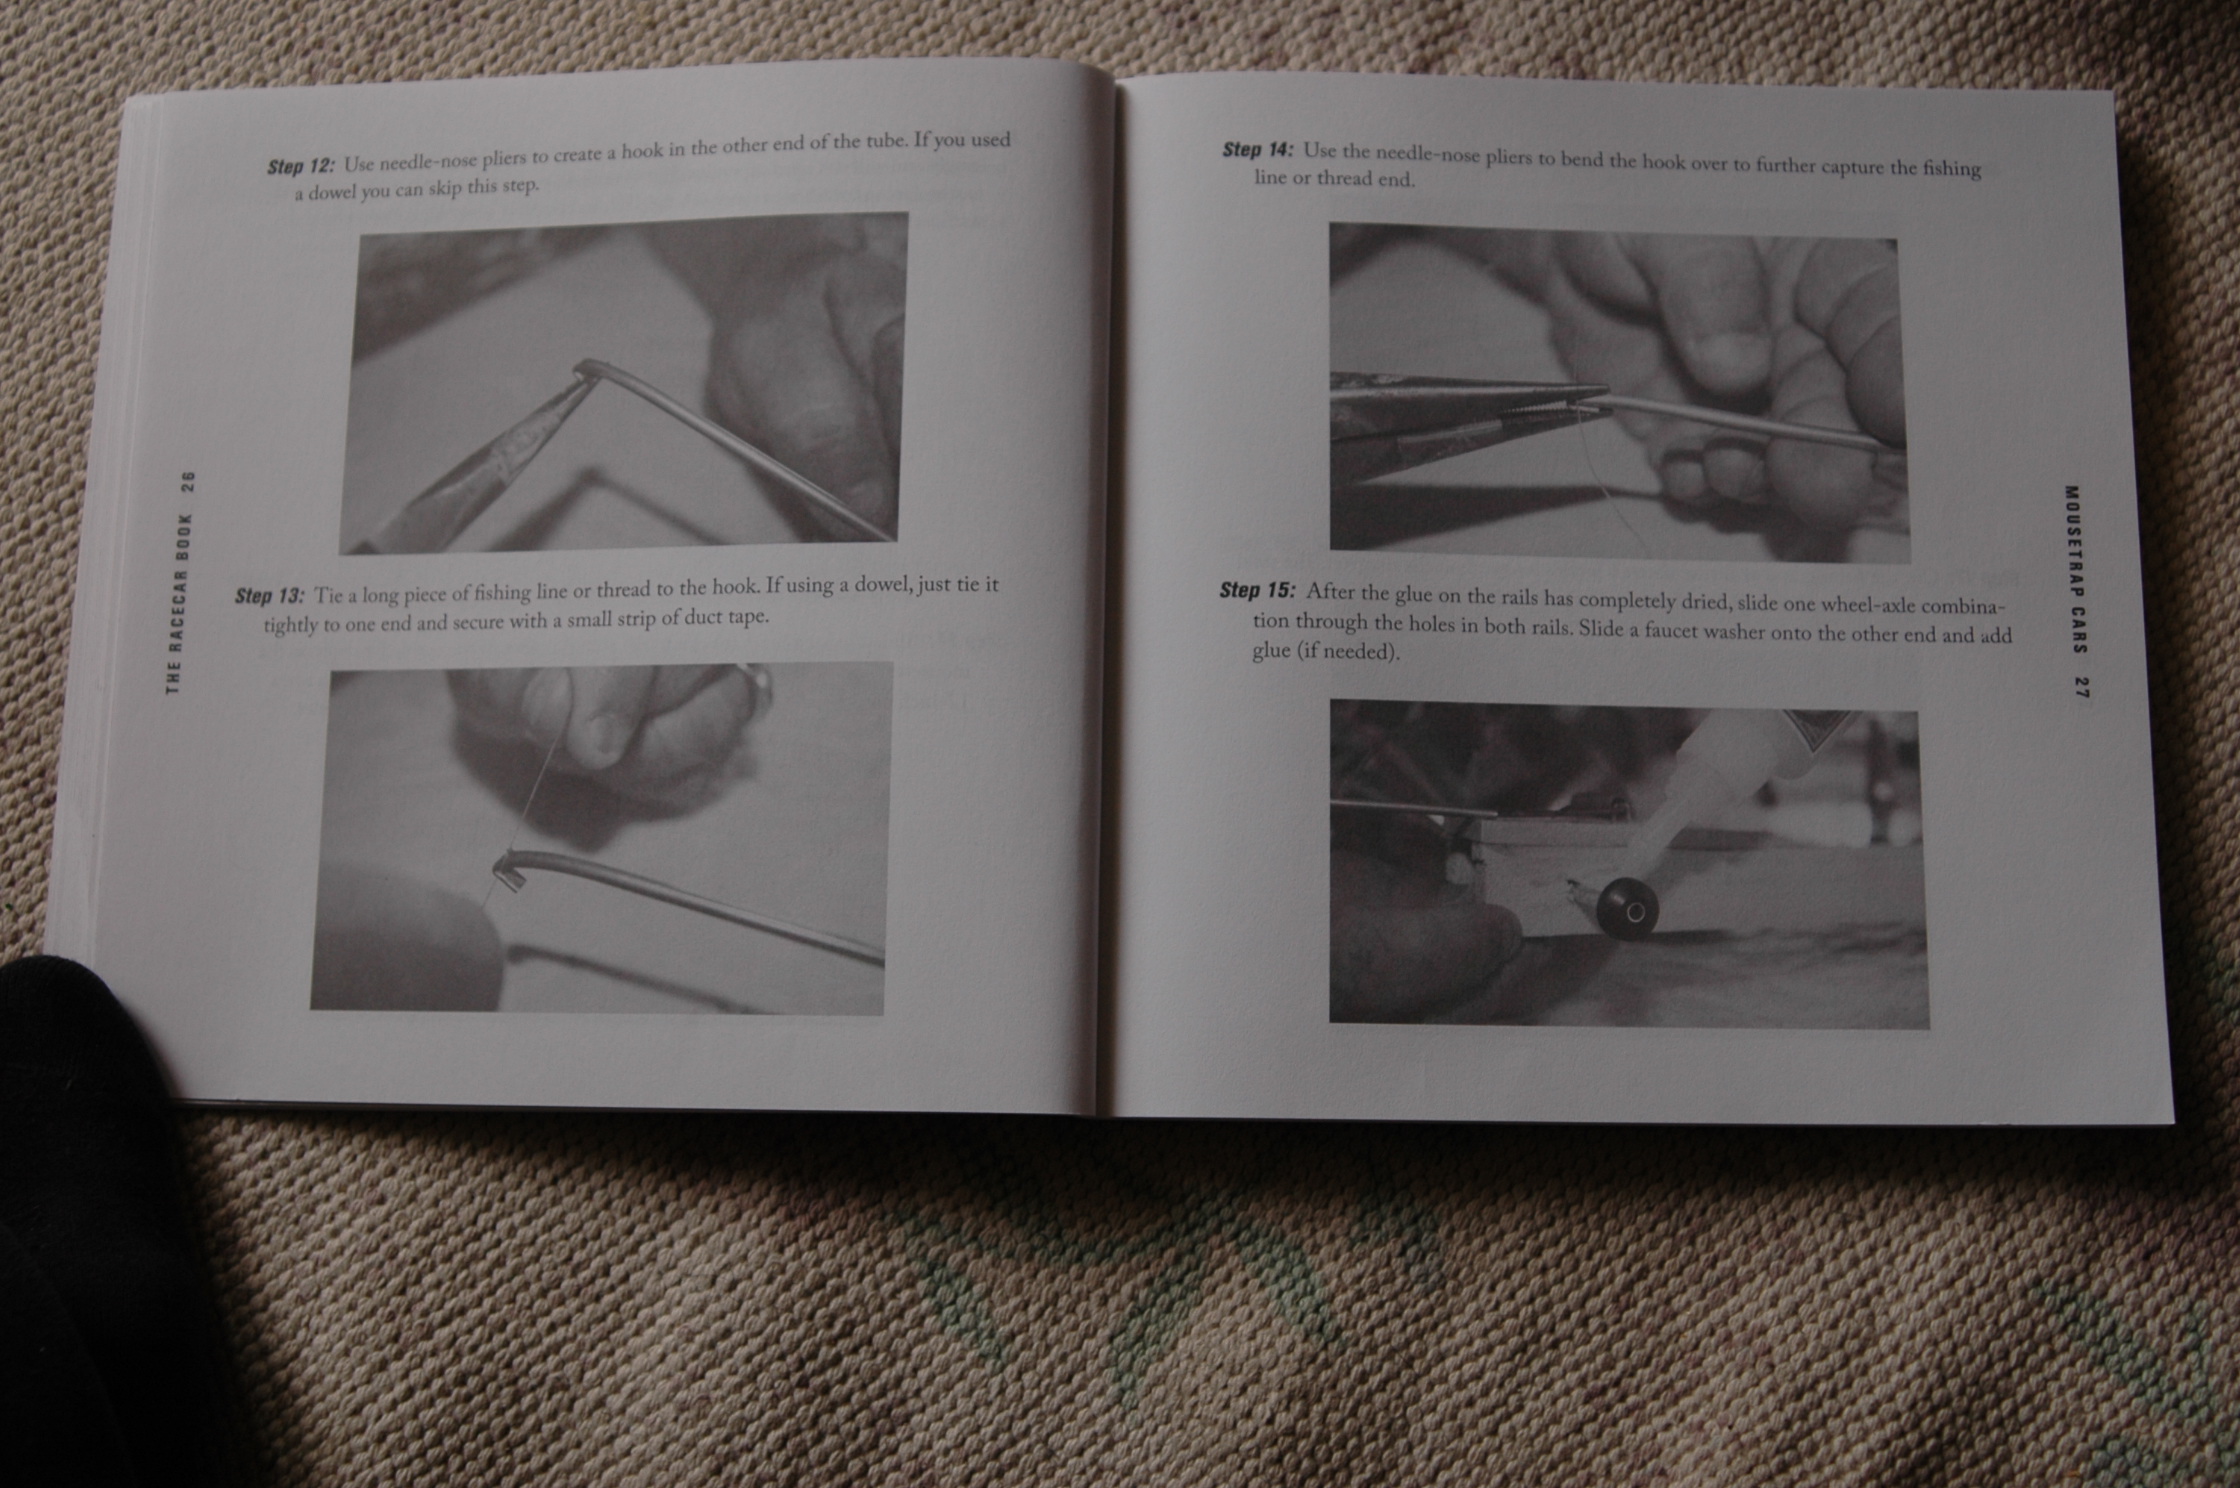 Step 12: Use needle-nose pliers to create a hook in the other end of the tube. If you used
a dowel you can skip this step.
Step 13: Tie a long piece of fishing line or thread to the hook. If using a dowel, just tie it
tightly to one end and secure with a small strip of duct tape.
THE RACECAR BOOK 26
Step 14: Use the needle-nose pliers to bend the hook over to further capture the fishing
line or thread end.
Step 15: After the glue on the rails has completely dried, slide one wheel-axle combina-
tion through the holes in both rails. Slide a faucet washer onto the other end and add
glue (if needed).
MOUSETRAP CARS 27